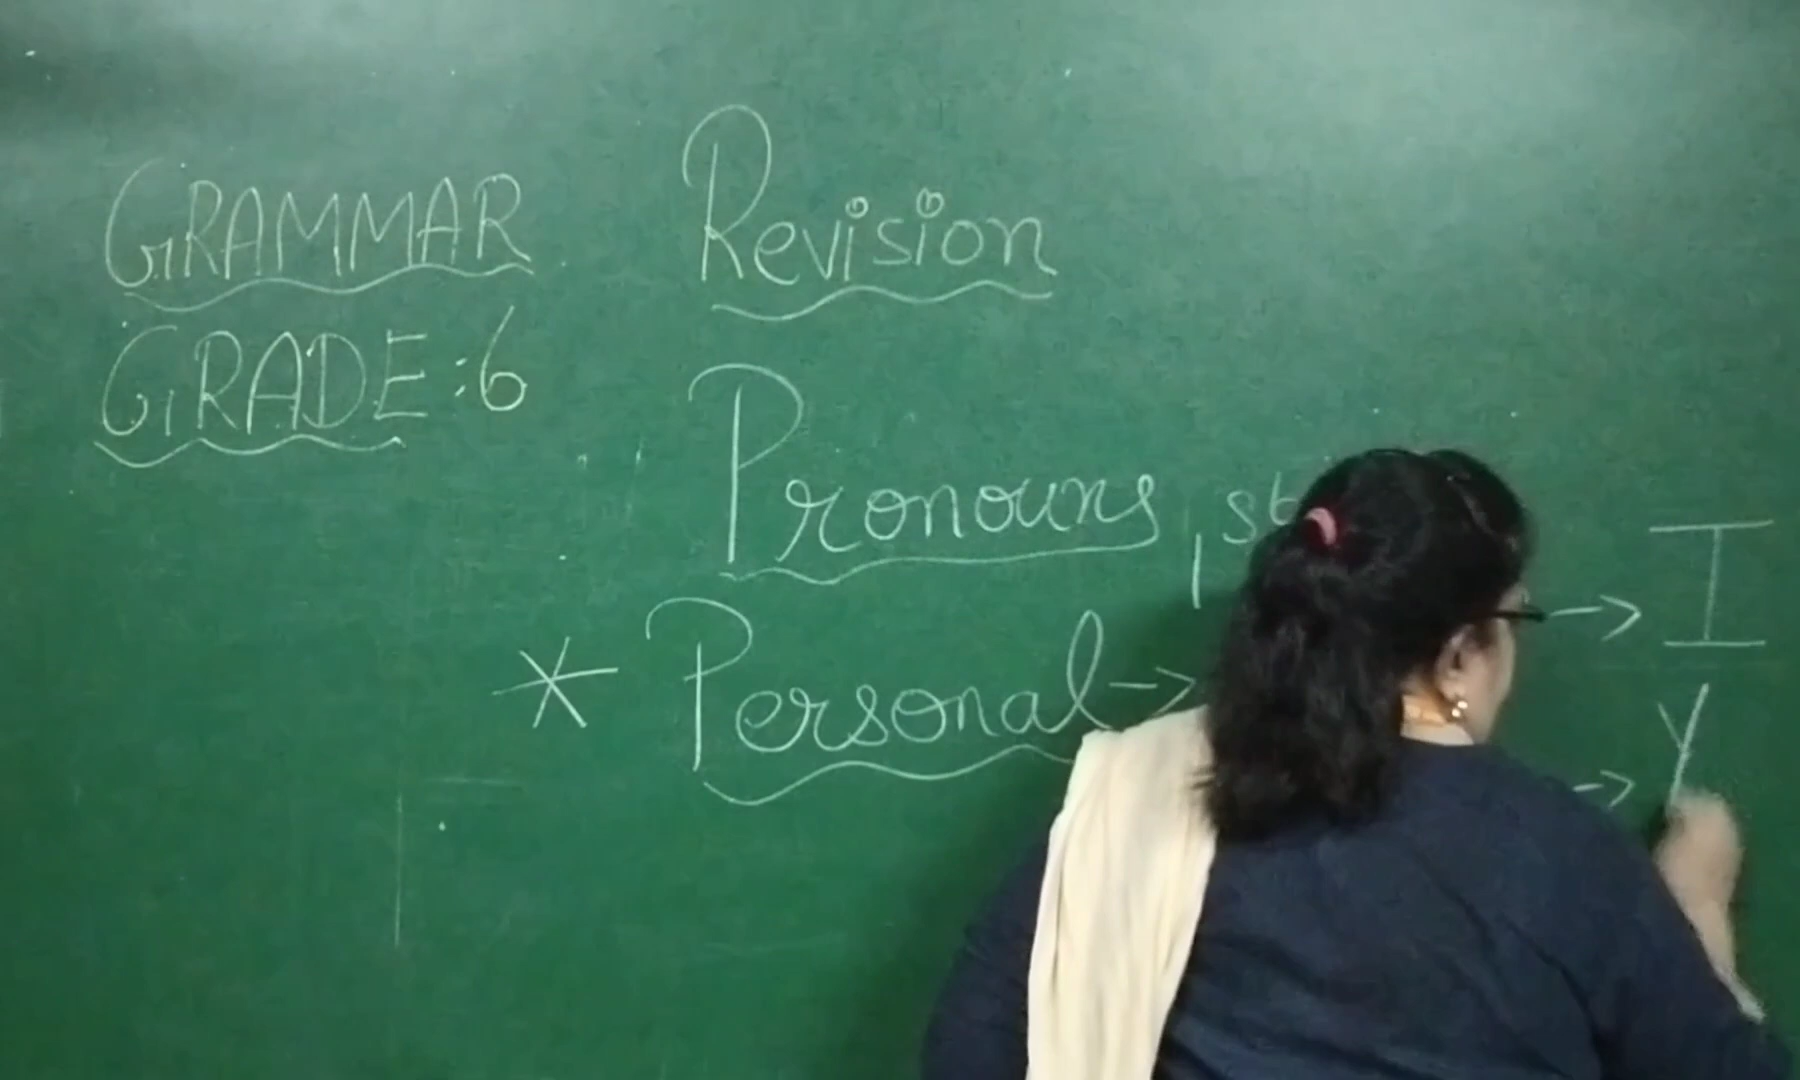 GRAMMAR
Revision
GRADE:6
Pronouns
* Personal →
→ I
→ Y